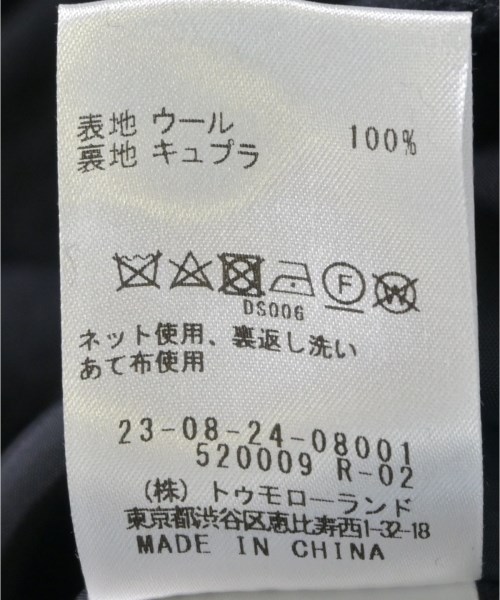 表地 ウール 100%
裏地 キュプラ
DS006
ネット使用、裏返し洗い
あて布使用
23-08-24-08001
520009 R-02
(株) トゥモローランド
東京都渋谷区恵比寿西1-32-18
MADE IN CHINA